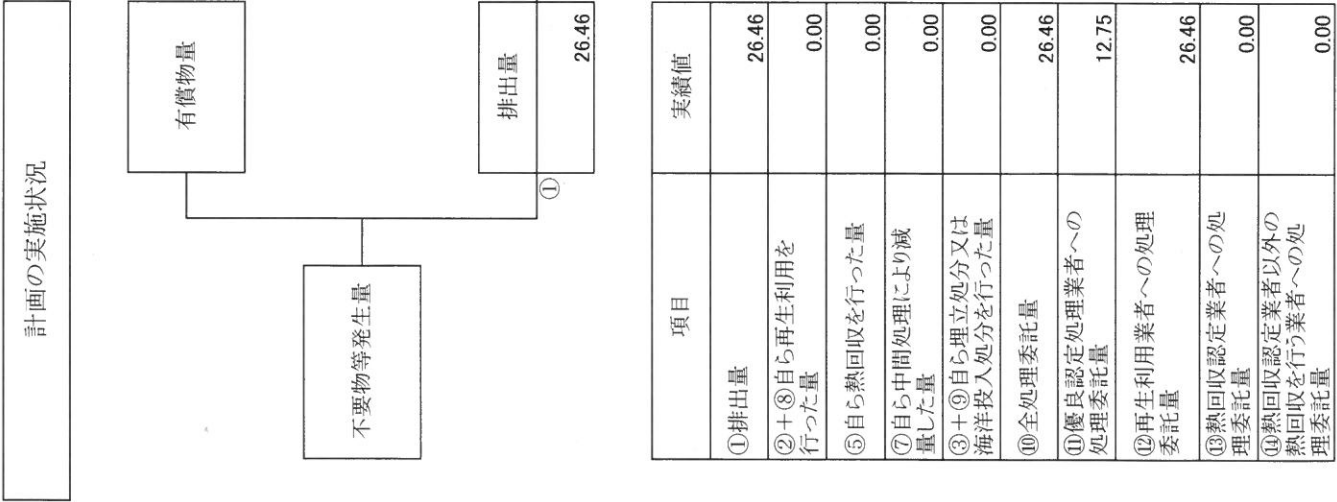 計画の実施状況
有償物量
不要物等発生量
排出量
①
26.46
項目
実績値
①排出量
26.46
②+⑧自ら再生利用を
行った量
0.00
⑤自ら熱回収を行った量
0.00
⑦自ら中間処理により減
量した量
0.00
③+⑨自ら埋立処分又は
海洋投入処分を行った量
0.00
⑩全処理委託量
26.46
⑪優良認定処理業者への
処理委託量
12.75
⑫再生利用業者への処理
委託量
26.46
⑬熱回収認定業者への処
理委託量
0.00
⑭熱回収認定業者以外の
熱回収を行う業者への処
理委託量
0.00